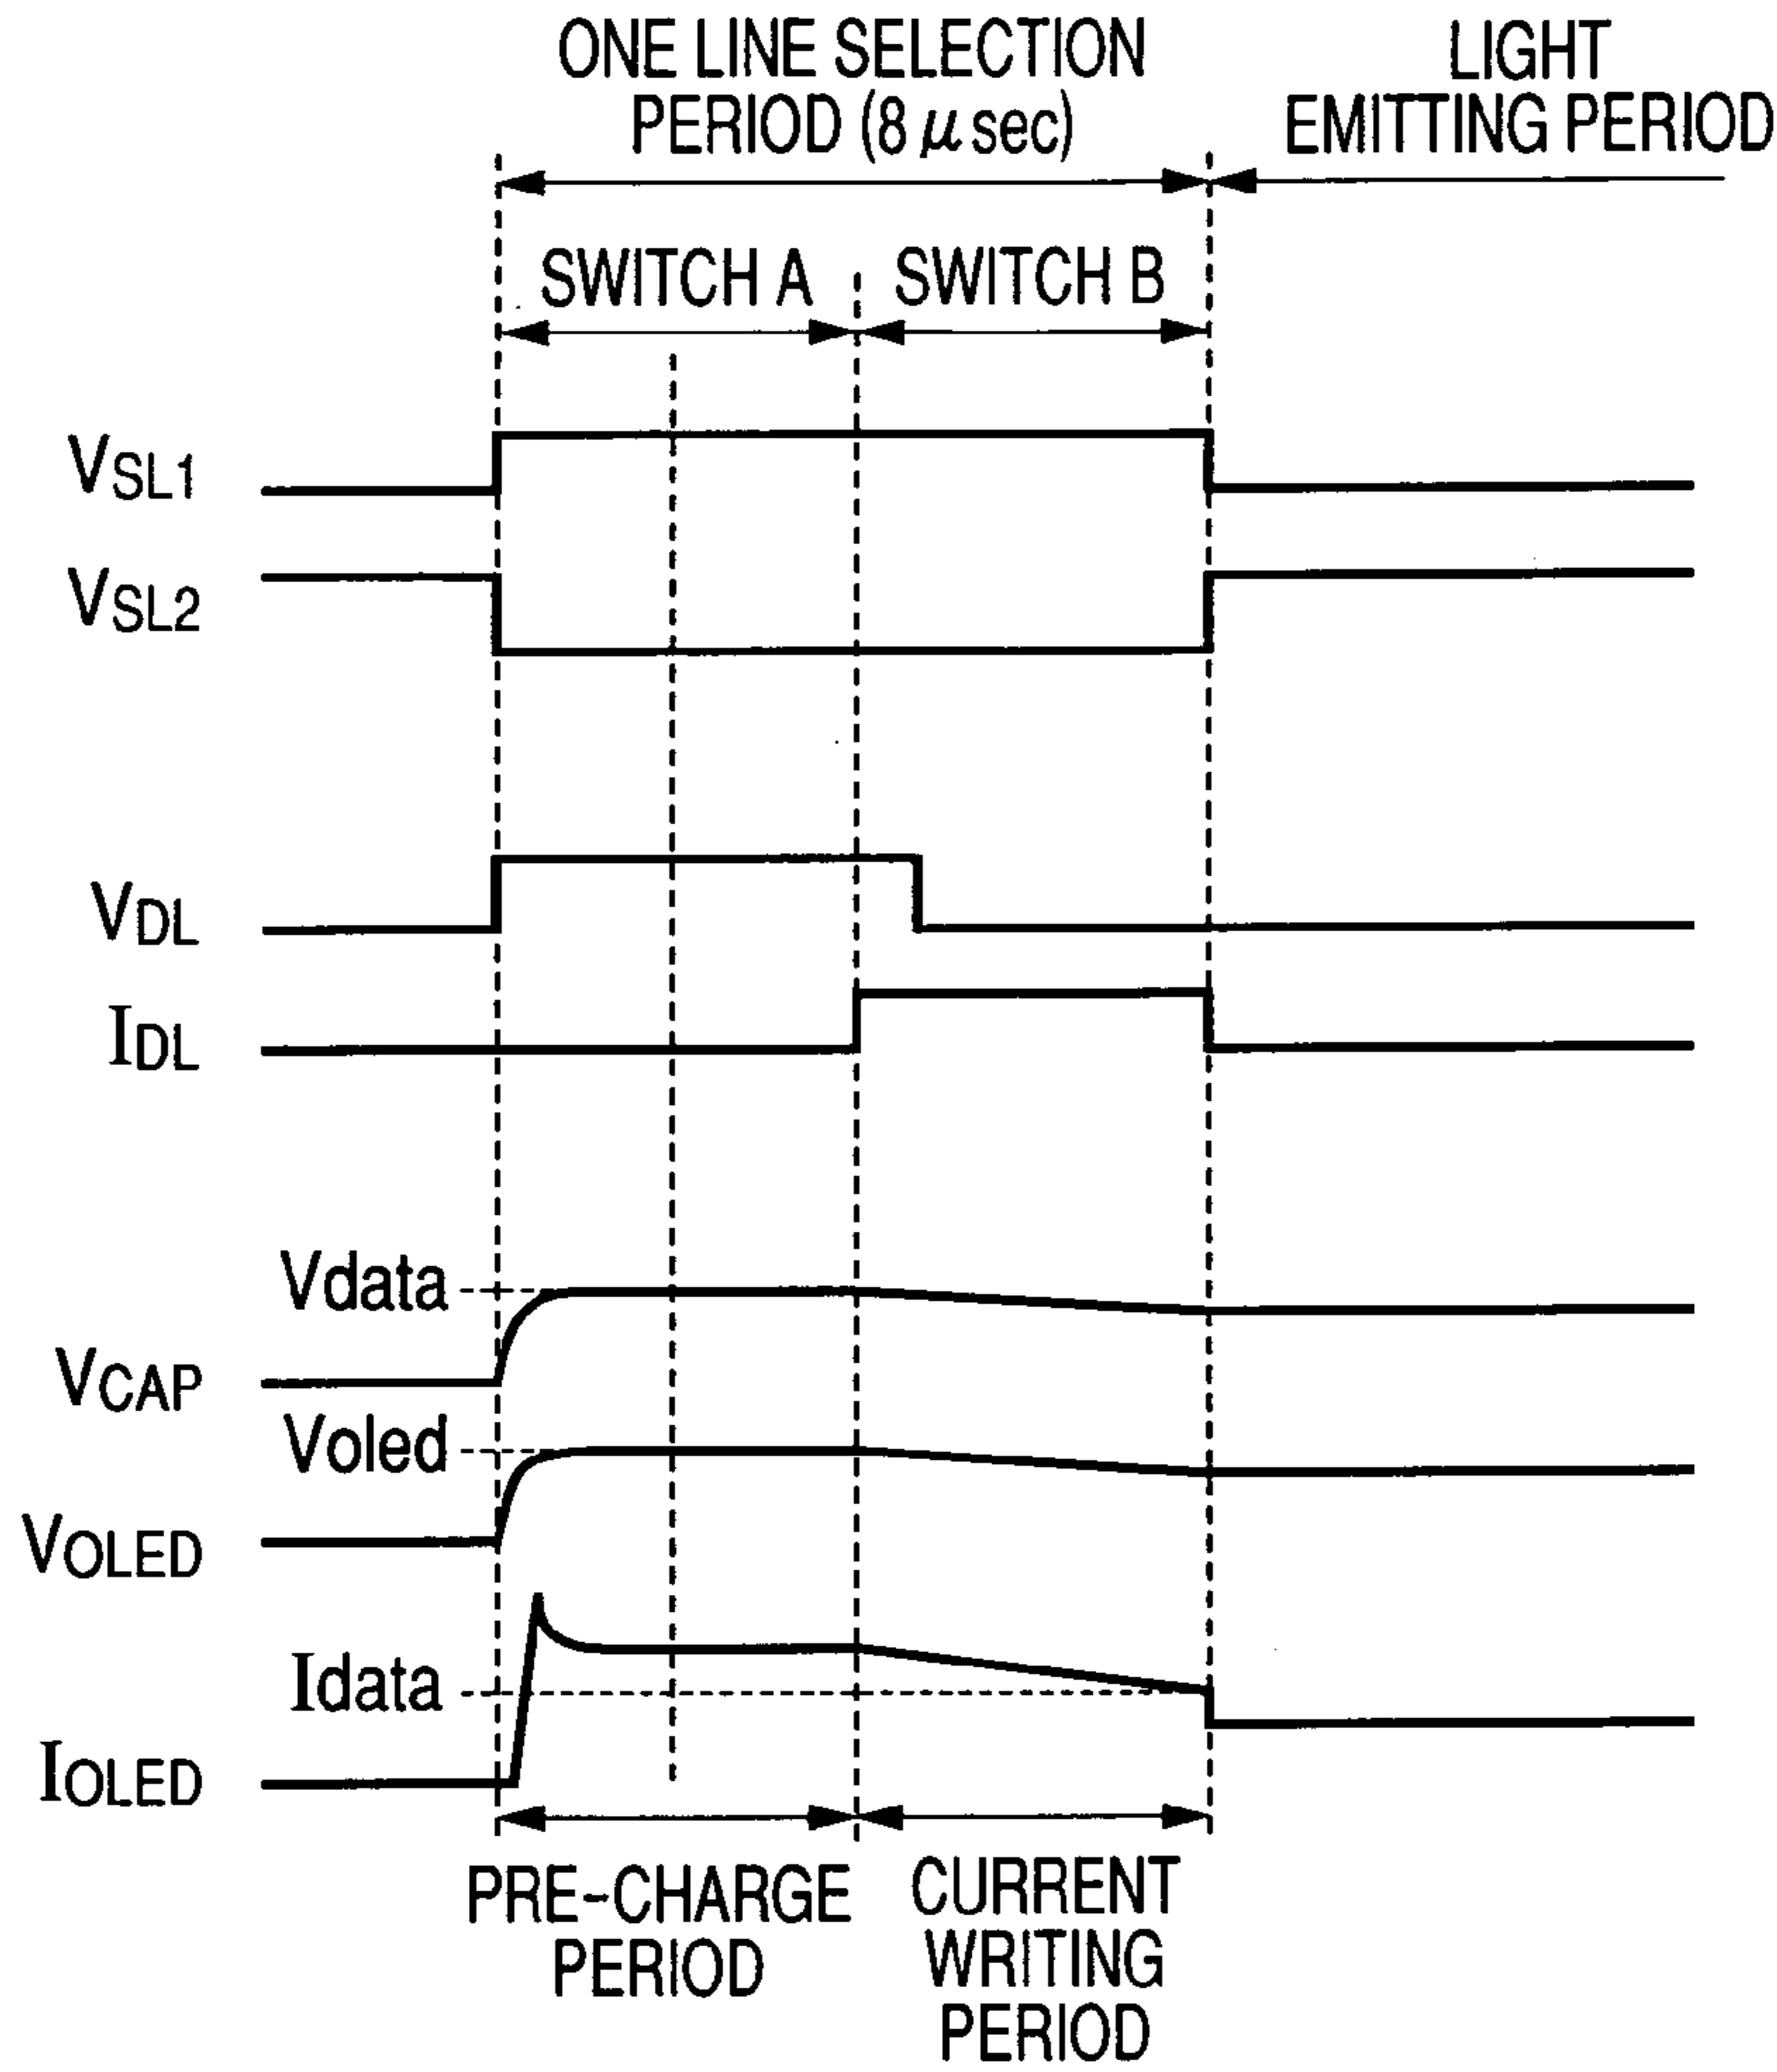 ONE LINE SELECTION
PERIOD (8 μsec)
LIGHT
EMITTING PERIOD
SWITCH A
SWITCH B
VSL1
VSL2
VDL
IDL
Vdata
VCAP
Voled
VOLED
Idata
IOLED
PRE-CHARGE
PERIOD
CURRENT
WRITING
PERIOD